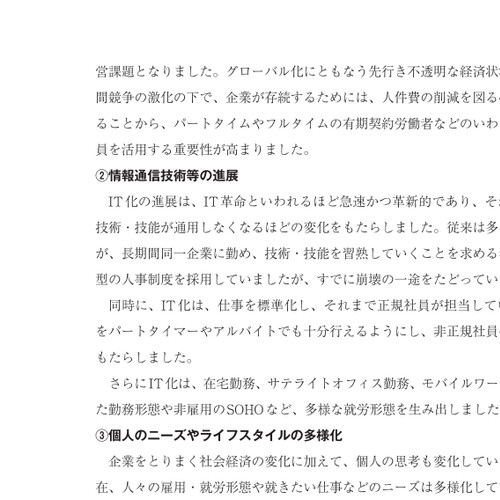 営課題となりました。グローバル化にともなう先行き不透明な経済状
間競争の激化の下で、企業が存続するためには、人件費の削減を図る
ることから、パートタイムやフルタイムの有期契約労働者などのいわ
員を活用する重要性が高まりました。
②情報通信技術等の進展
IT化の進展は、IT革命といわれるほど急速かつ革新的であり、そ
技術・技能が通用しなくなるほどの変化をもたらしました。従来は多
が、長期間同一企業に勤め、技術・技能を習熟していくことを求める
型の人事制度を採用していましたが、すでに崩壊の一途をたどってい
同時に、IT化は、仕事を標準化し、それまで正規社員が担当して
をパートタイマーやアルバイトでも十分行えるようにし、非正規社員
もたらしました。
さらにIT化は、在宅勤務、サテライトオフィス勤務、モバイルワー
た勤務形態や非雇用のSOHOなど、多様な就労形態を生み出しました
③個人のニーズやライフスタイルの多様化
企業をとりまく社会経済の変化に加えて、個人の思考も変化してい
在、人々の雇用・就労形態や就きたい仕事などのニーズは多様化して